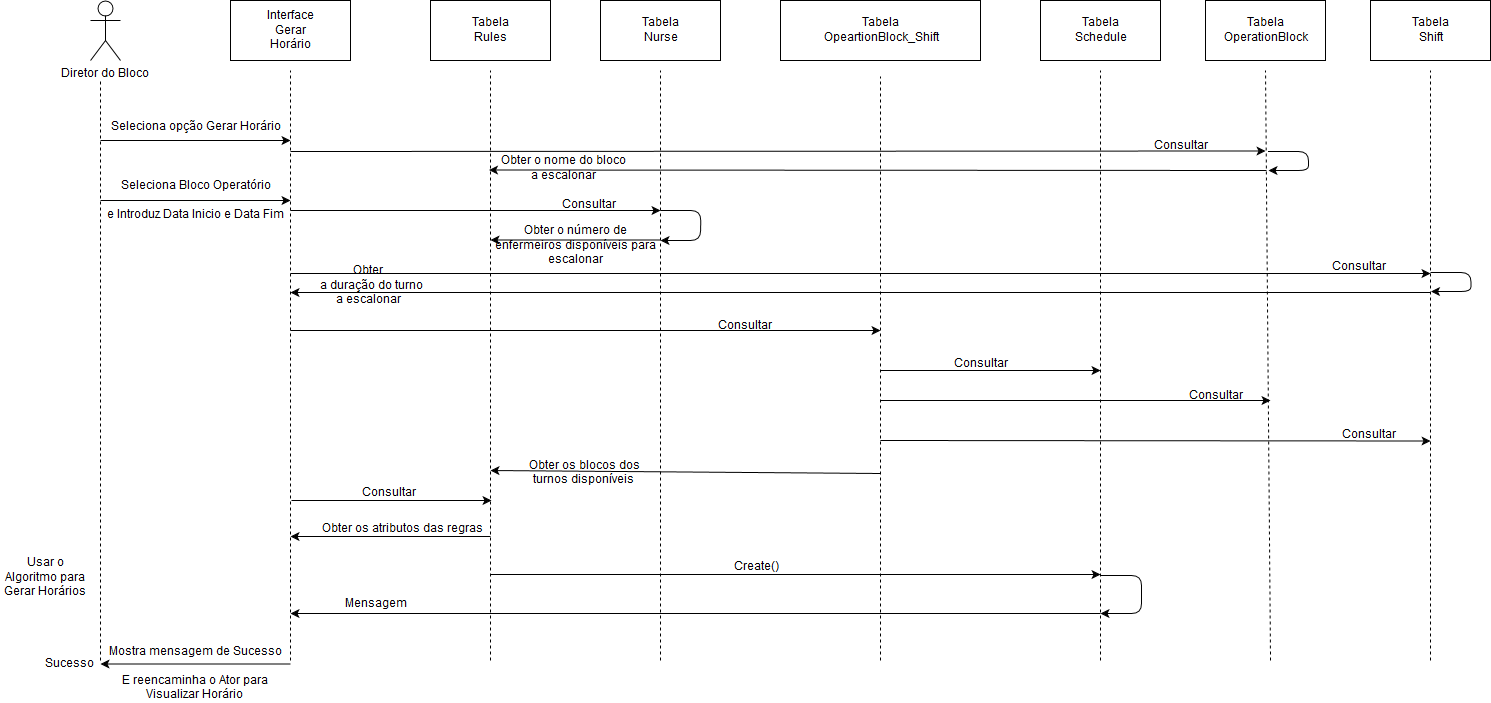 Diretor do Bloco
Interface
Gerar
Horário
Tabela
Rules
Tabela
Nurse
Tabela
OpeartionBlock_Shift
Tabela
Schedule
Tabela
OperationBlock
Tabela
Shift
Seleciona opção Gerar Horário
Consultar
Obter o nome do bloco
a escalonar
Seleciona Bloco Operatório
e Introduz Data Inicio e Data Fim
Consultar
Obter o número de
enfermeiros disponíveis para
escalonar
Consultar
Obter
a duração do turno
a escalonar
Consultar
Consultar
Consultar
Consultar
Obter os blocos dos
turnos disponíveis
Consultar
Obter os atributos das regras
Usar o
Algoritmo para
Gerar Horários
Create()
Mensagem
Mostra mensagem de Sucesso
Sucesso
E reencaminha o Ator para
Visualizar Horário